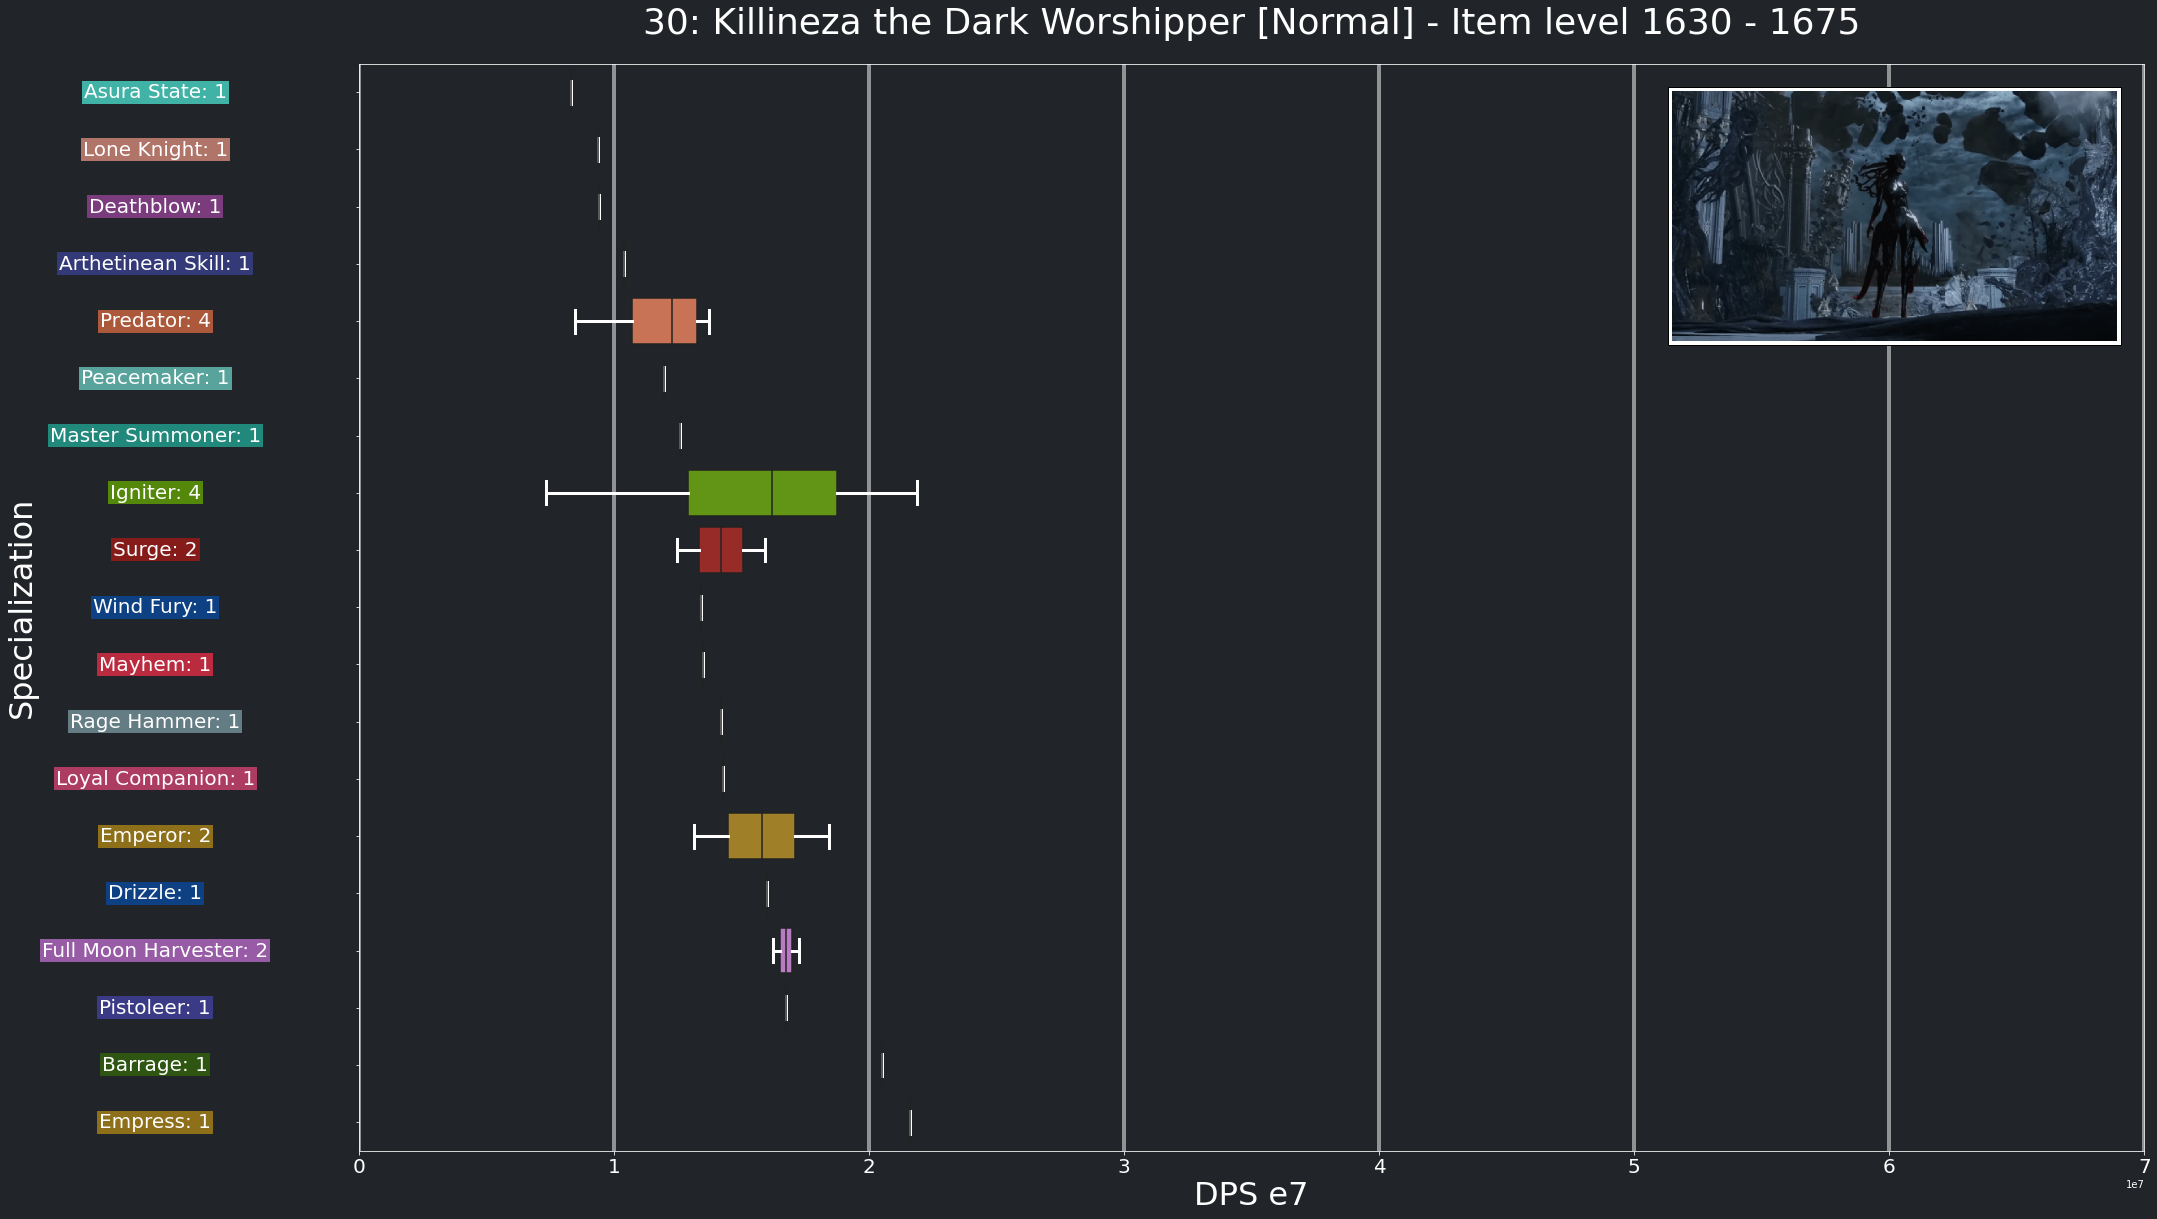 30: Killineza the Dark Worshipper [Normal] - Item level 1630 - 1675
Specialization
Asura State: 1
Lone Knight: 1
Deathblow: 1
Arthetinean Skill: 1
Predator: 4
Peacemaker: 1
Master Summoner: 1
Igniter: 4
Surge: 2
Wind Fury: 1
Mayhem: 1
Rage Hammer: 1
Loyal Companion: 1
Emperor: 2
Drizzle: 1
Full Moon Harvester: 2
Pistoleer: 1
Barrage: 1
Empress: 1
0 1 2 3 4 5 6 7
1e7
DPS e7